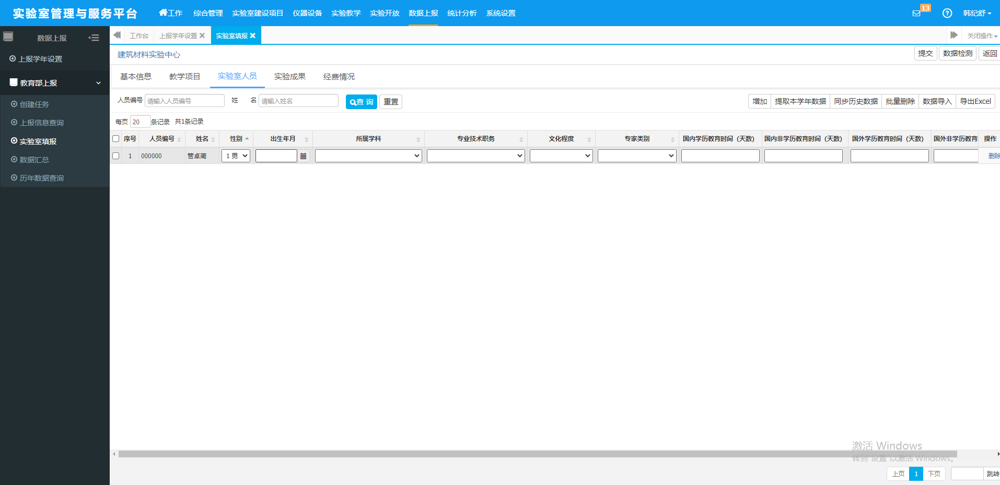 实验室管理与服务平台 工作 综合管理 实验室建设项目 仪器设备 实验教学 实验开放 数据上报 统计分析 系统设置 13 韩纪舒
数据上报 工作台 上报学年设置 实验室填报 关闭操作
建筑材料实验中心 提交 数据检测 返回
上报学年设置
基本信息 教学项目 实验室人员 实验成果 经费情况
教育部上报
人员编号 请输入人员编号 姓 名 请输入姓名 查 询 重置 增加 提取本学年数据 同步历史数据 批量删除 数据导入 导出Excel
创建任务
每页 20 条记录 共1条记录
上报信息查询
序号 人员编号 姓名 性别 出生年月 所属学科 专业技术职务 文化程度 专家类别 国内学历教育时间（天数） 国内非学历教育时间（天数） 国外学历教育时间（天数） 国外非学历教育 操作
实验室填报
1 000000 管卓蔺 1 男 删除
数据汇总
历年数据查询
激活 Windows
转到"设置"以激活 Windows。
上页 1 下页 跳转